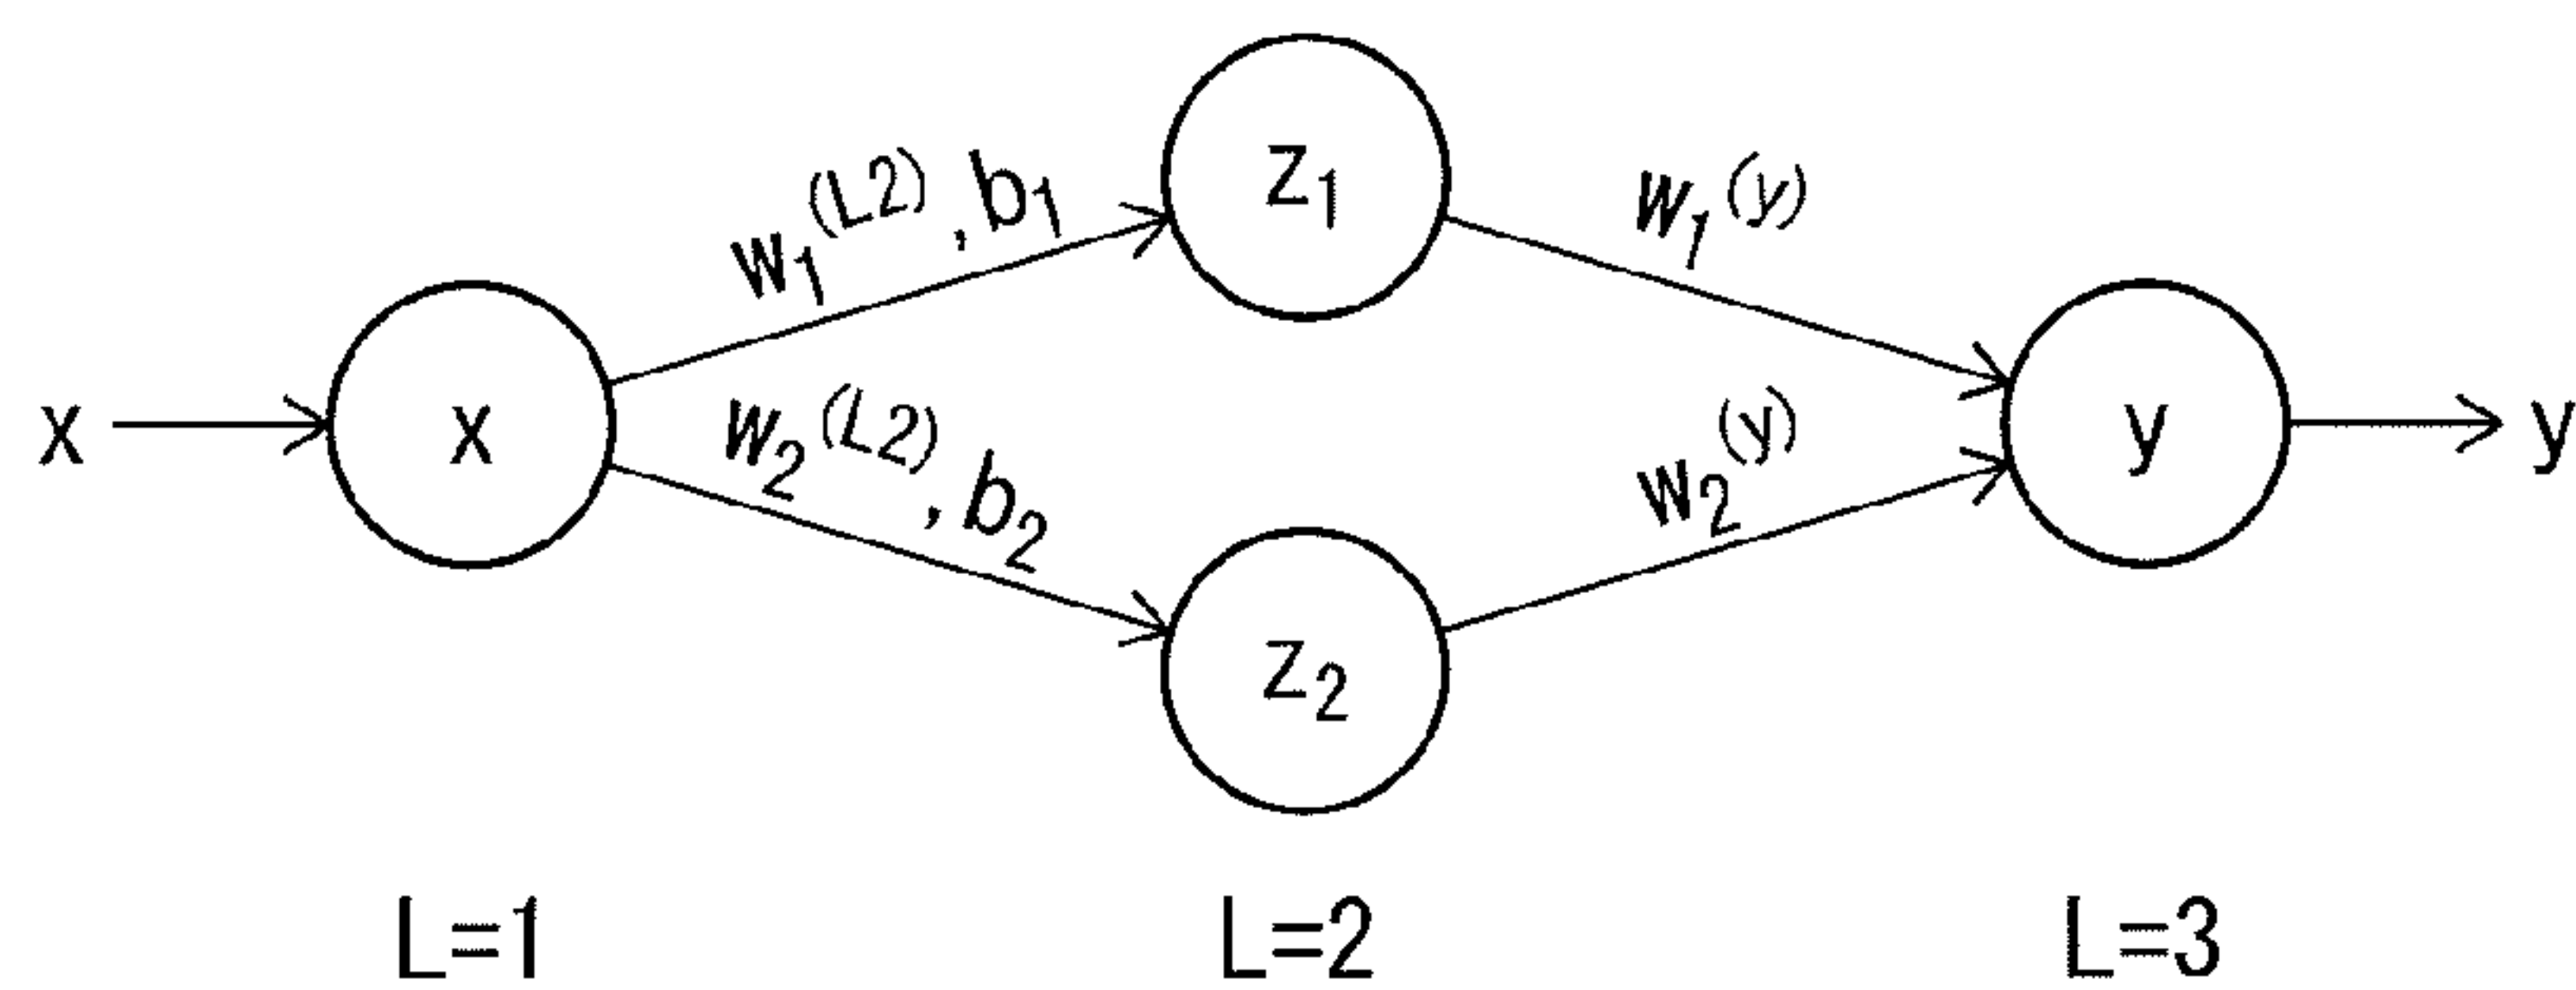 w₁⁽ᴸ²⁾, b₁
z₁
w₁⁽ʸ⁾
x
x
w₂⁽ᴸ²⁾, b₂
z₂
w₂⁽ʸ⁾
y
y
L=1
L=2
L=3